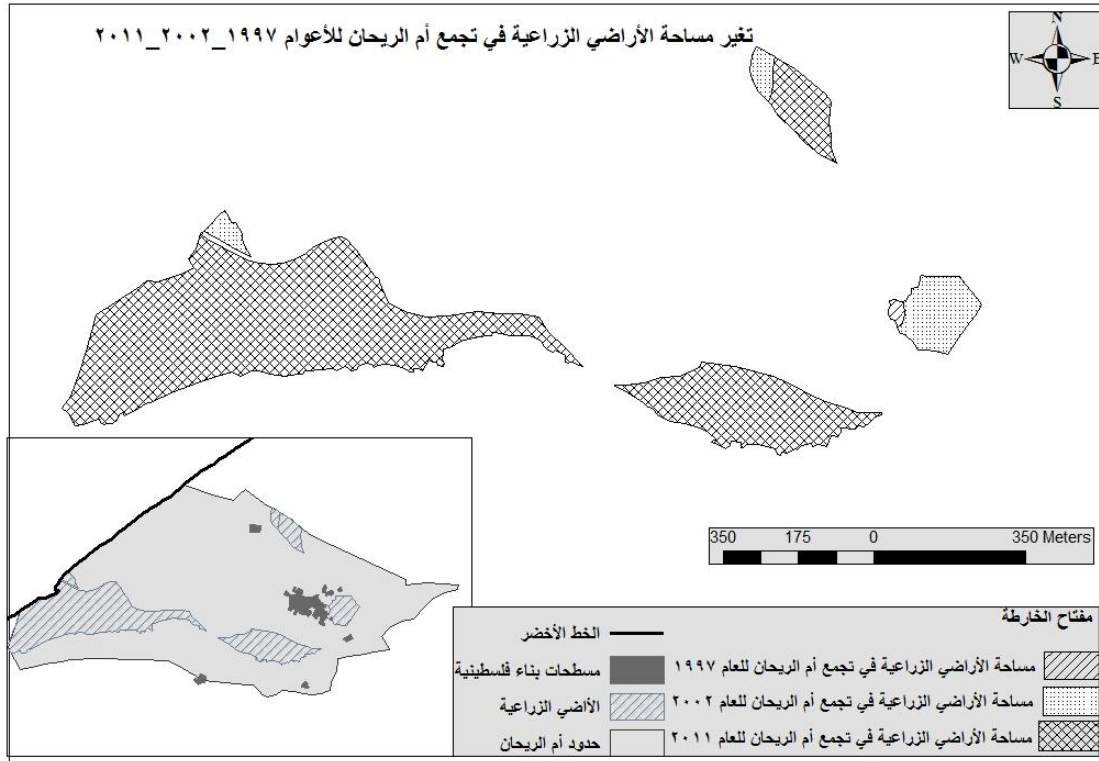 تغير مساحة الأراضي الزراعية في تجمع أم الريحان للأعوام ١٩٩٧_٢٠٠٢_٢٠١١
N
W E
S
350 175 0 350 Meters
مفتاح الخارطة
مساحة الأراضي الزراعية في تجمع أم الريحان للعام ١٩٩٧
مساحة الأراضي الزراعية في تجمع أم الريحان للعام ٢٠٠٢
مساحة الأراضي الزراعية في تجمع أم الريحان للعام ٢٠١١
الخط الأخضر
مسطحات بناء فلسطينية
الأاضي الزراعية
حدود أم الريحان